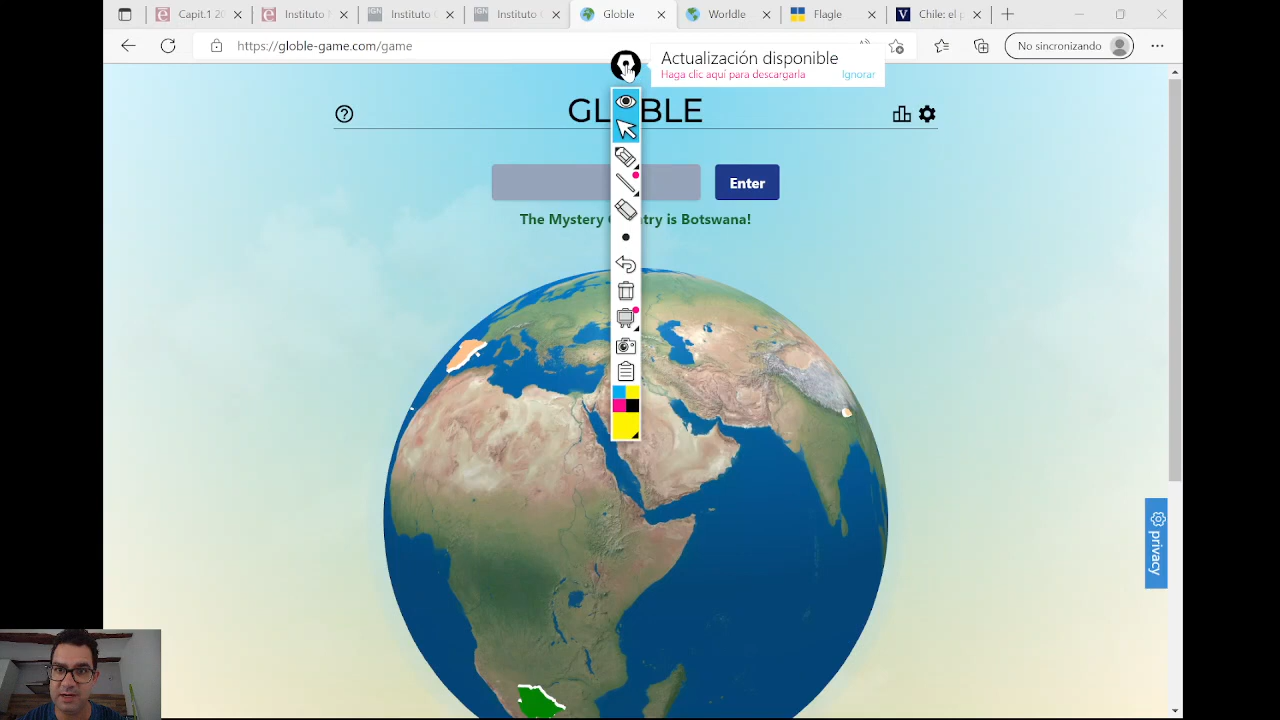 Capit.1 20
Instituto
Instituto
Instituto
Globle
Worldle
Flagle
Chile: el p
https://globle-game.com/game
No sincronizando
Actualización disponible
Haga clic aquí para descargarla
Ignorar
GL BLE
Enter
The Mystery try is Botswana!
privacy